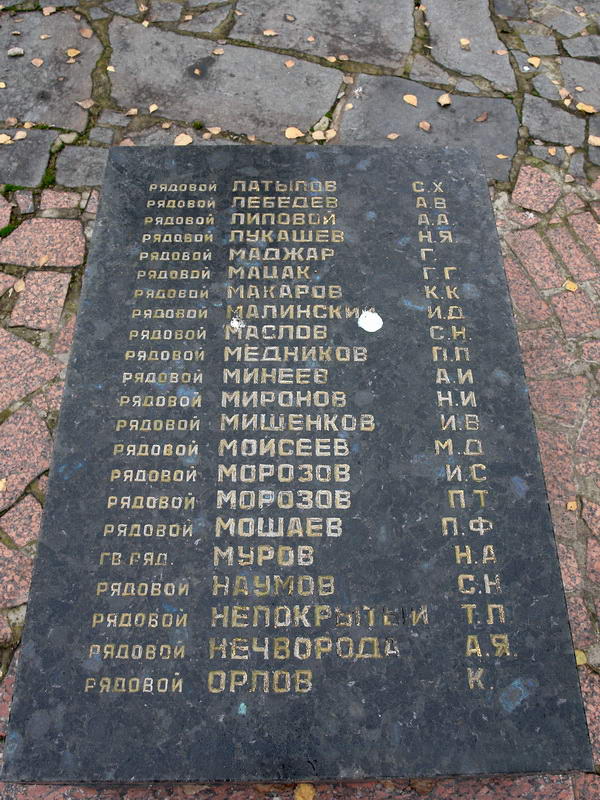 РЯДОВОЙ ЛАТЫПОВ С.Х
РЯДОВОЙ ЛЕБЕДЕВ А.В
РЯДОВОЙ ЛИПОВОЙ А.А.
РЯДОВОЙ ЛУКАШЕВ Н.Я.
РЯДОВОЙ МАДЖАР Г.
РЯДОВОЙ МАЦАК Г.Г
РЯДОВОЙ МАКАРОВ К.К
РЯДОВОЙ МАЛИНСКИЙ И.Д
РЯДОВОЙ МАСЛОВ С.Н.
РЯДОВОЙ МЕДНИКОВ П.П
РЯДОВОЙ МИНЕЕВ А.И
РЯДОВОЙ МИРОНОВ Н.И
РЯДОВОЙ МИЩЕНКОВ И.В
РЯДОВОЙ МОЙСЕЕВ М.Д
РЯДОВОЙ МОРОЗОВ И.С
РЯДОВОЙ МОРОЗОВ П.Т
РЯДОВОЙ МОШАЕВ П.Ф
ГВ.РЯД. МУРОВ Н.А
РЯДОВОЙ НАУМОВ С.Н
РЯДОВОЙ НЕПОКРЫТЫЙ Т.П
РЯДОВОЙ НЕЧВОРОДА А.Я.
РЯДОВОЙ ОРЛОВ К.